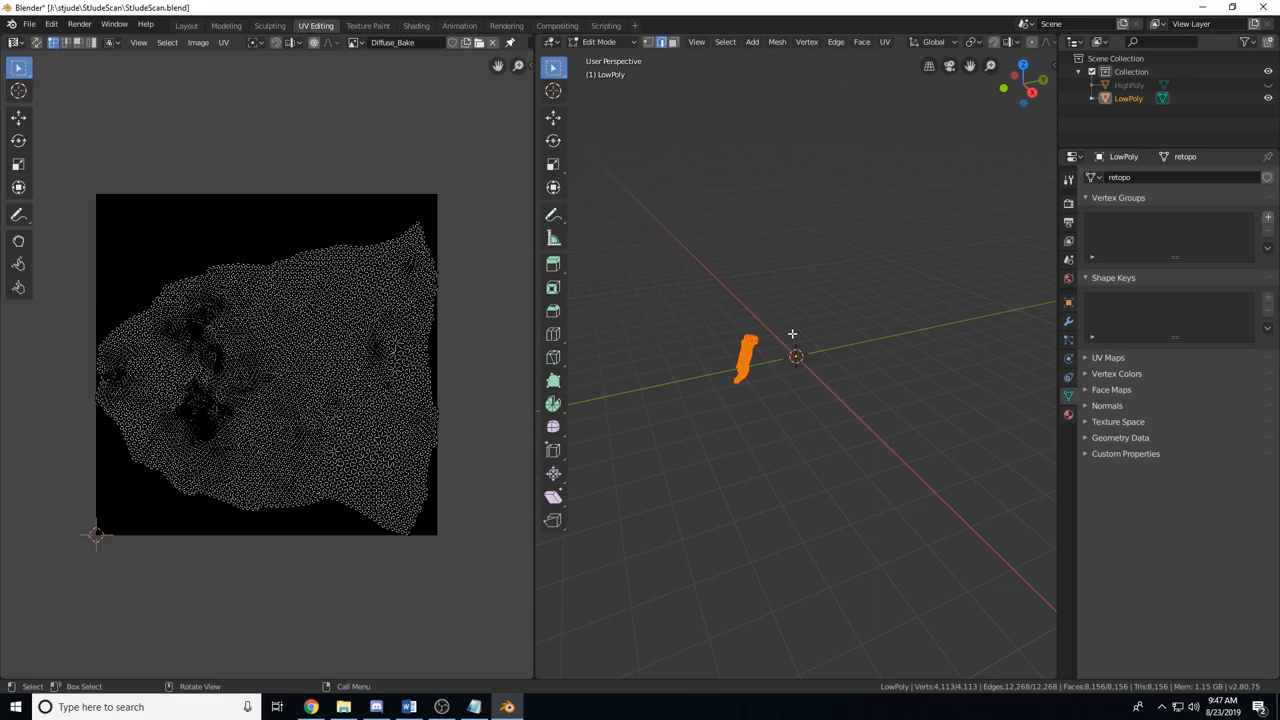 Blender* [J:\stjude\StJudeScan\StJudeScan.blend]
File Edit Render Window Help Layout Modeling Sculpting UV Editing Texture Paint Shading Animation Rendering Compositing Scripting + Scene View Layer
View Select Image UV Diffuse_Bake Edit Mode View Select Add Mesh Vertex Edge Face UV Global
User Perspective
(1) LowPoly
Scene Collection
Collection
HighPoly
LowPoly
LowPoly retopo
retopo
Vertex Groups
Shape Keys
UV Maps
Vertex Colors
Face Maps
Normals
Texture Space
Geometry Data
Custom Properties
X
Y
Z
Select Box Select Rotate View Call Menu LowPoly | Verts:4,113/4,113 | Edges:12,268/12,268 | Faces:8,156/8,156 | Tris:8,156 | Mem: 1.15 GB | v2.80.75
Type here to search
9:47 AM
8/23/2019
2